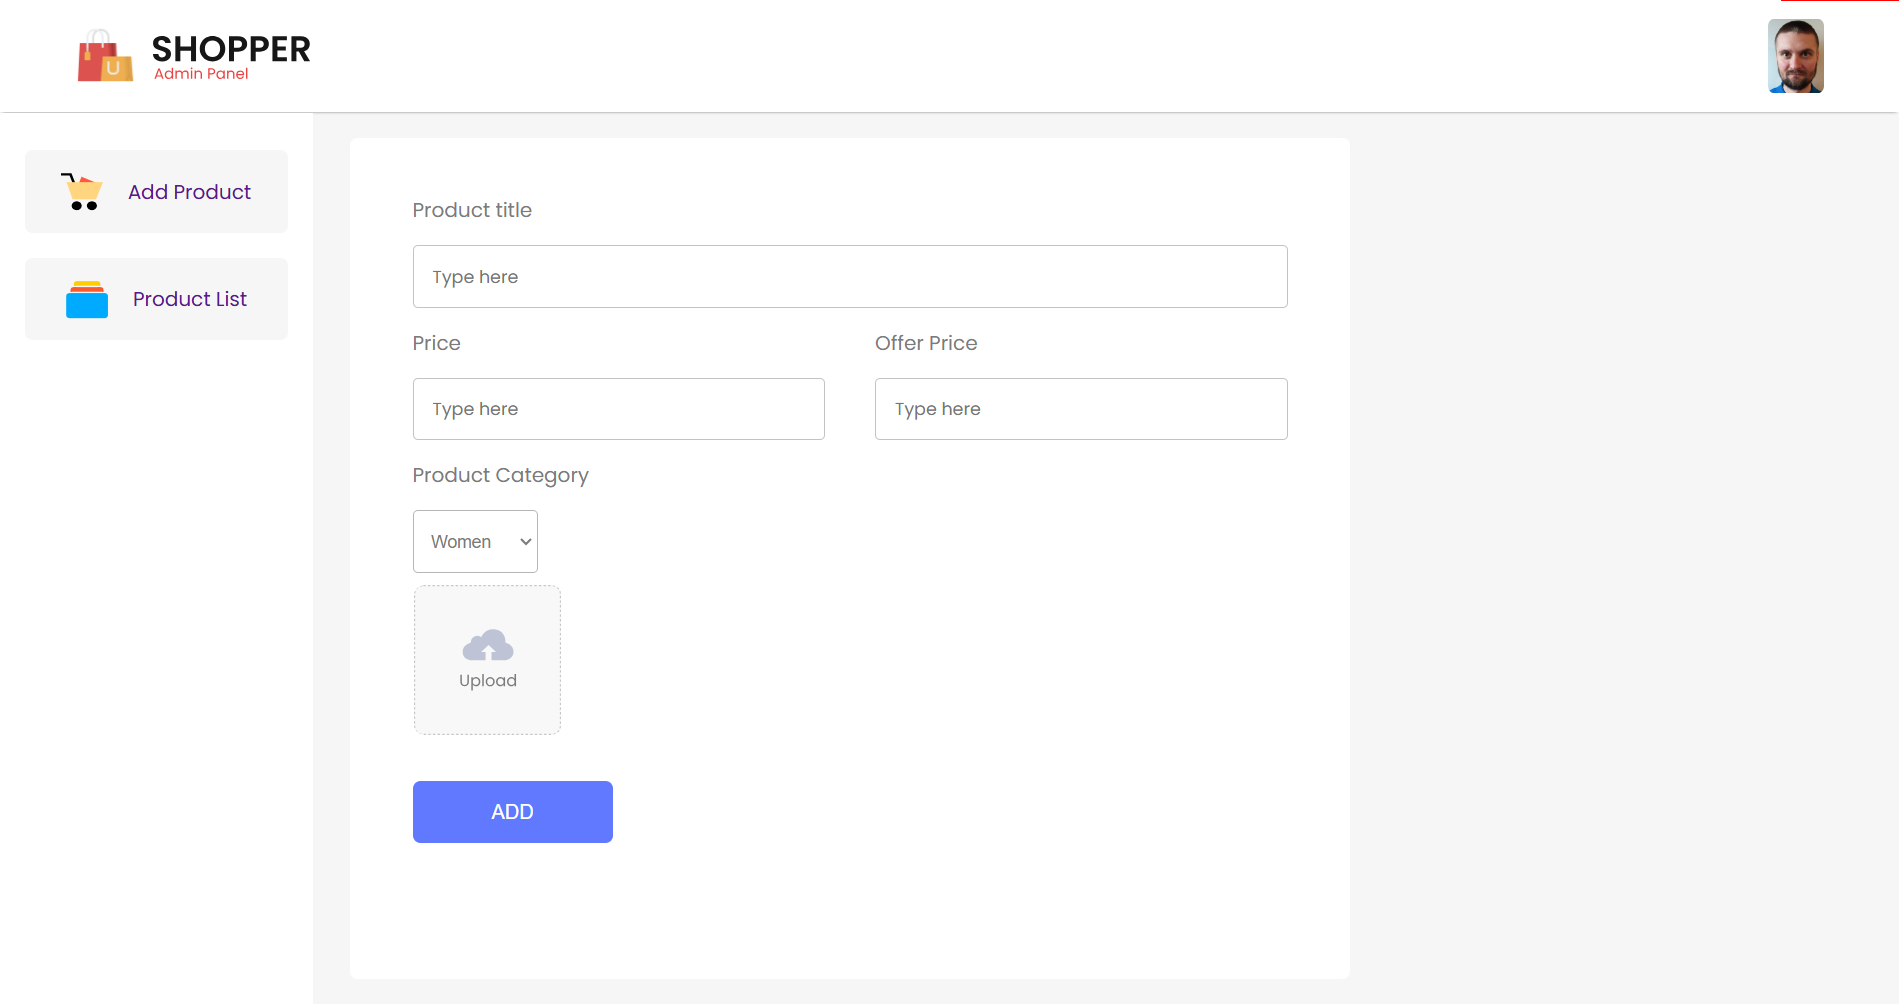 SHOPPER
Admin Panel
Add Product
Product List
Product title
Type here
Price
Offer Price
Type here
Type here
Product Category
Women
Upload
ADD
U